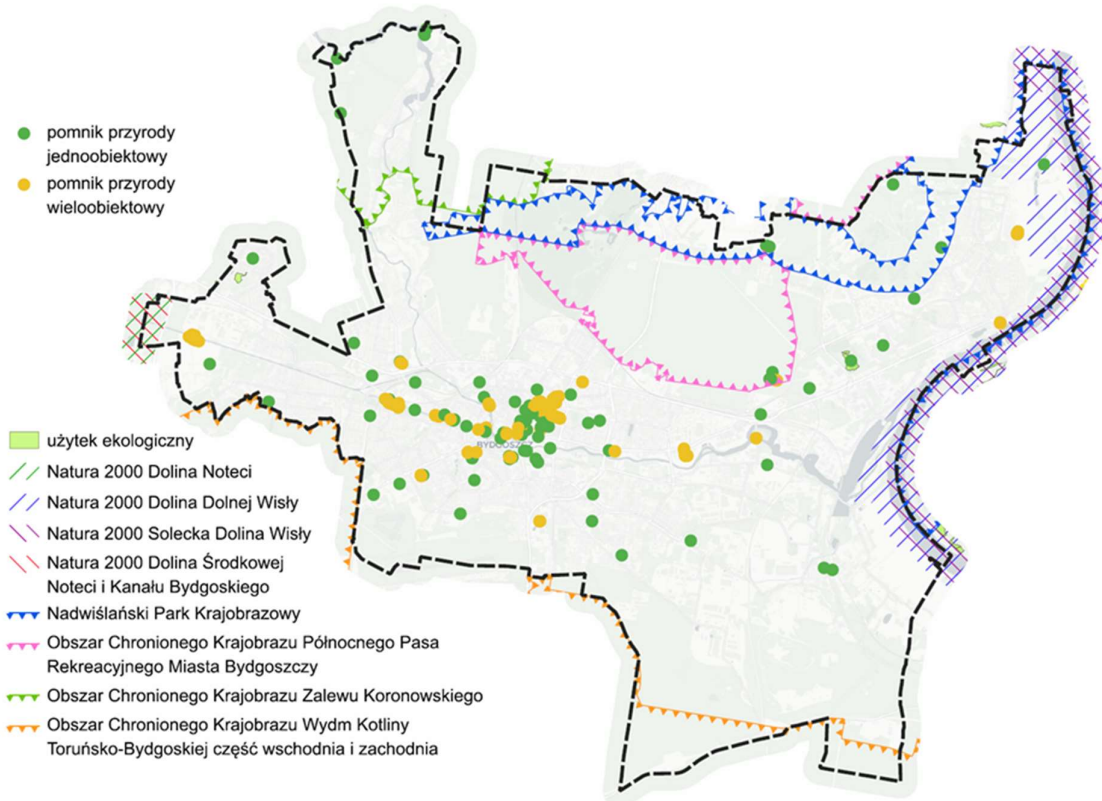 pomnik przyrody
jednoobiektowy
pomnik przyrody
wieloobiektowy
BYDGOSZCZ
użytek ekologiczny
Natura 2000 Dolina Noteci
Natura 2000 Dolina Dolnej Wisły
Natura 2000 Solecka Dolina Wisły
Natura 2000 Dolina Środkowej
Noteci i Kanału Bydgoskiego
Nadwiślański Park Krajobrazowy
Obszar Chronionego Krajobrazu Północnego Pasa
Rekreacyjnego Miasta Bydgoszczy
Obszar Chronionego Krajobrazu Zalewu Koronowskiego
Obszar Chronionego Krajobrazu Wydm Kotliny
Toruńsko-Bydgoskiej część wschodnia i zachodnia